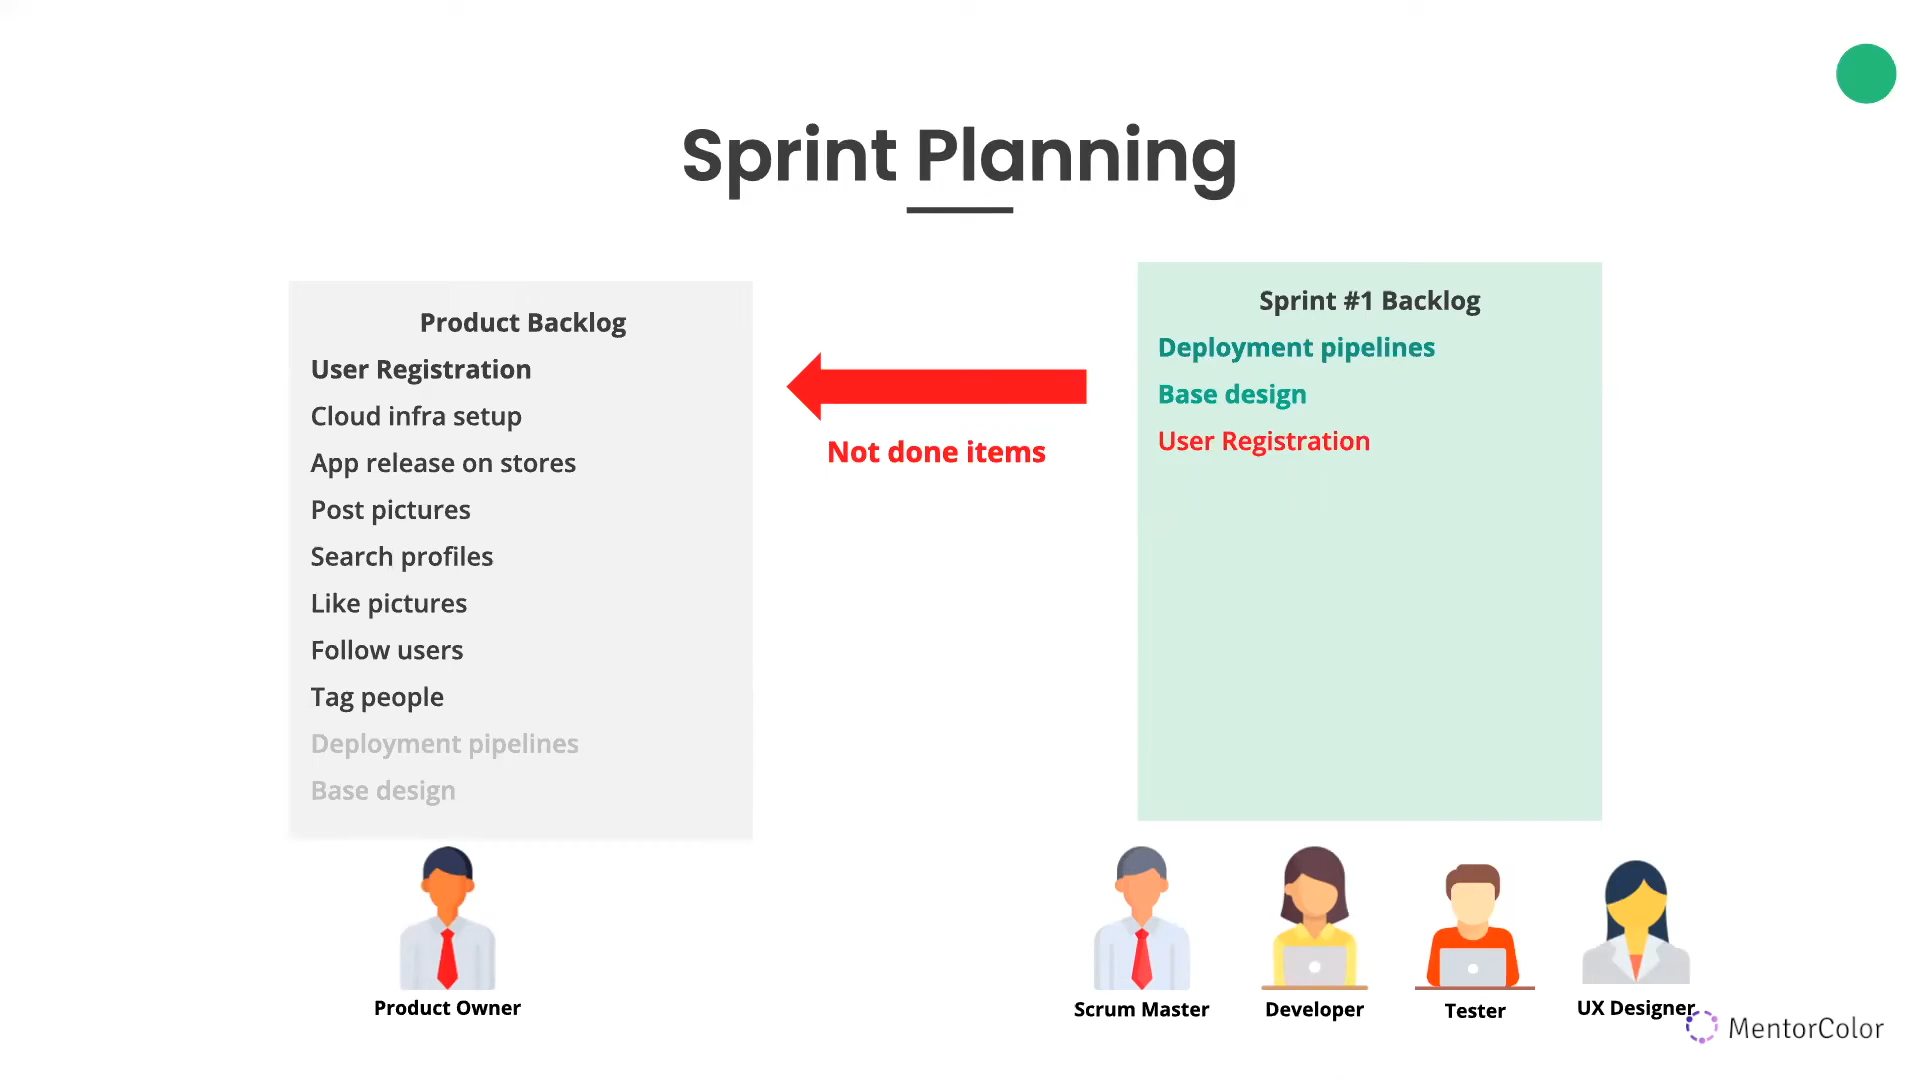 Sprint Planning
Product Backlog
User Registration
Cloud infra setup
App release on stores
Post pictures
Search profiles
Like pictures
Follow users
Tag people
Deployment pipelines
Base design
Not done items
Sprint #1 Backlog
Deployment pipelines
Base design
User Registration
Product Owner
Scrum Master
Developer
Tester
UX Designer
MentorColor